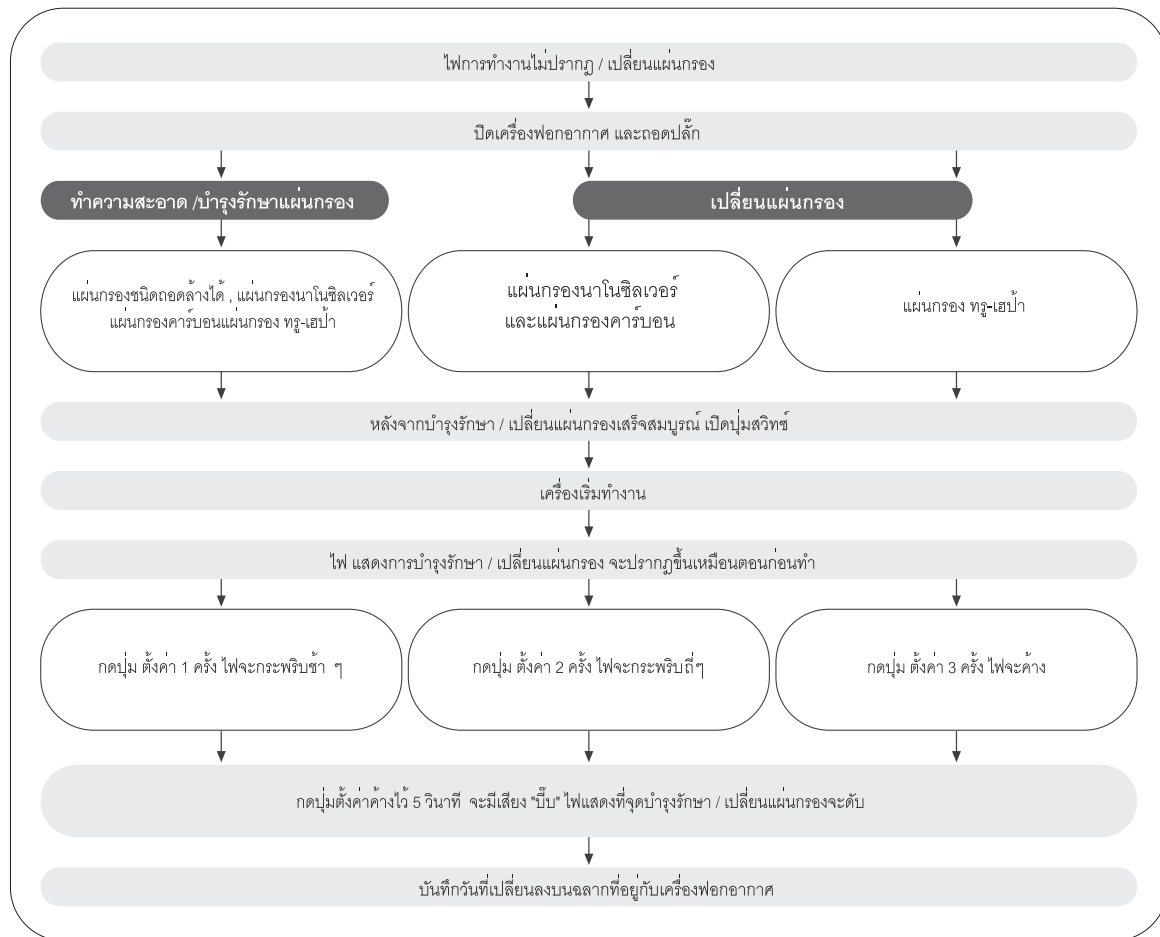 ไฟการทำงานไม่ปรากฏ / เปลี่ยนแผ่นกรอง
ปิดเครื่องฟอกอากาศ และถอดปลั๊ก
ทำความสะอาด /บำรุงรักษาแผ่นกรอง
เปลี่ยนแผ่นกรอง
แผ่นกรองชนิดถอดล้างได้ , แผ่นกรองนาโนซิลเวอร์
แผ่นกรองคาร์บอนแผ่นกรอง ทรู-เฮป้า
แผ่นกรองนาโนซิลเวอร์
และแผ่นกรองคาร์บอน
แผ่นกรอง ทรู-เฮป้า
หลังจากบำรุงรักษา / เปลี่ยนแผ่นกรองเสร็จสมบูรณ์ เปิดปุ่มสวิทซ์
เครื่องเริ่มทำงาน
ไฟ แสดงการบำรุงรักษา / เปลี่ยนแผ่นกรอง จะปรากฏขึ้นเหมือนตอนก่อนทำ
กดปุ่ม ตั้งค่า 1 ครั้ง ไฟจะกระพริบช้า ๆ
กดปุ่ม ตั้งค่า 2 ครั้ง ไฟจะกระพริบถี่ๆ
กดปุ่ม ตั้งค่า 3 ครั้ง ไฟจะค้าง
กดปุ่มตั้งค่าค้างไว้ 5 วินาที จะมีเสียง "บี๊บ" ไฟแสดงที่จุดบำรุงรักษา / เปลี่ยนแผ่นกรองจะดับ
บันทึกวันที่เปลี่ยนลงบนฉลากที่อยู่กับเครื่องฟอกอากาศ